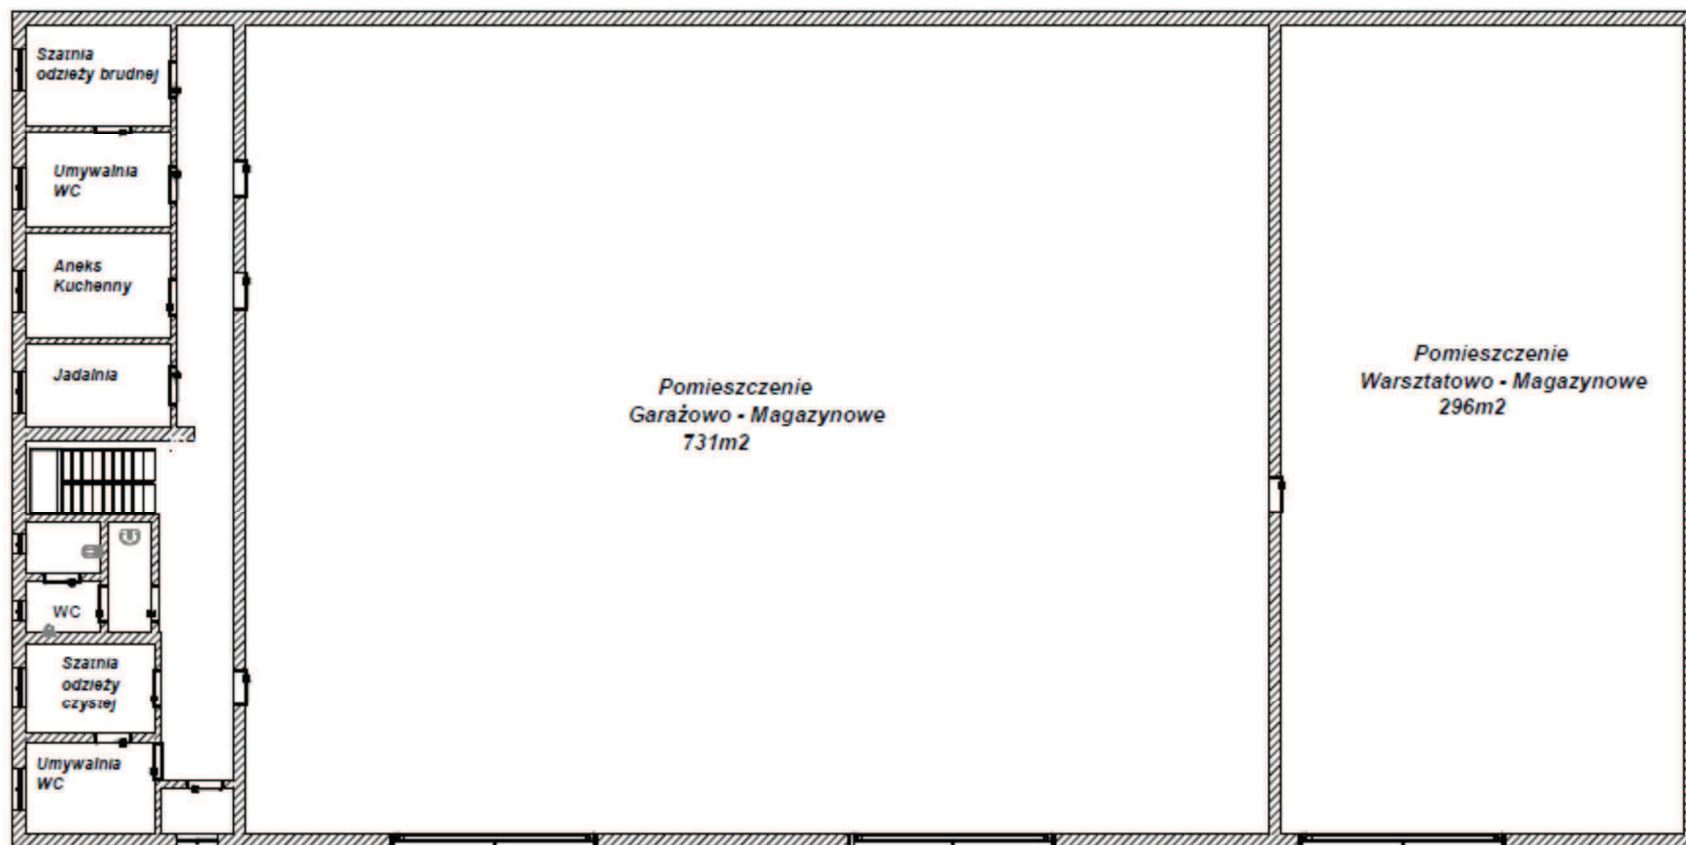 Szatnia
odzieży brudnej
Umywalnia
WC
Aneks
Kuchenny
Jadalnia
WC
Szatnia
odzieży
czystej
Umywalnia
WC
Pomieszczenie
Garażowo - Magazynowe
731m2
Pomieszczenie
Warsztatowo - Magazynowe
296m2